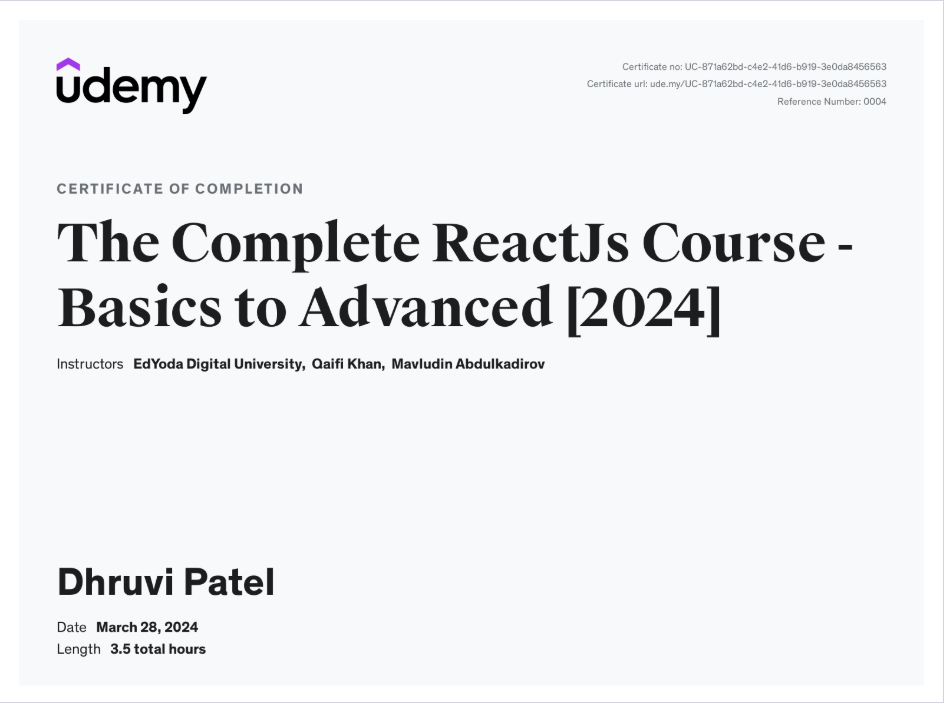 udemy
Certificate no: UC-871a62bd-c4e2-41d6-b919-3e0da8456563
Certificate url: ude.my/UC-871a62bd-c4e2-41d6-b919-3e0da8456563
Reference Number: 0004
CERTIFICATE OF COMPLETION
The Complete ReactJs Course -
Basics to Advanced [2024]
Instructors EdYoda Digital University, Qaifi Khan, Mavludin Abdulkadirov
Dhruvi Patel
Date March 28, 2024
Length 3.5 total hours